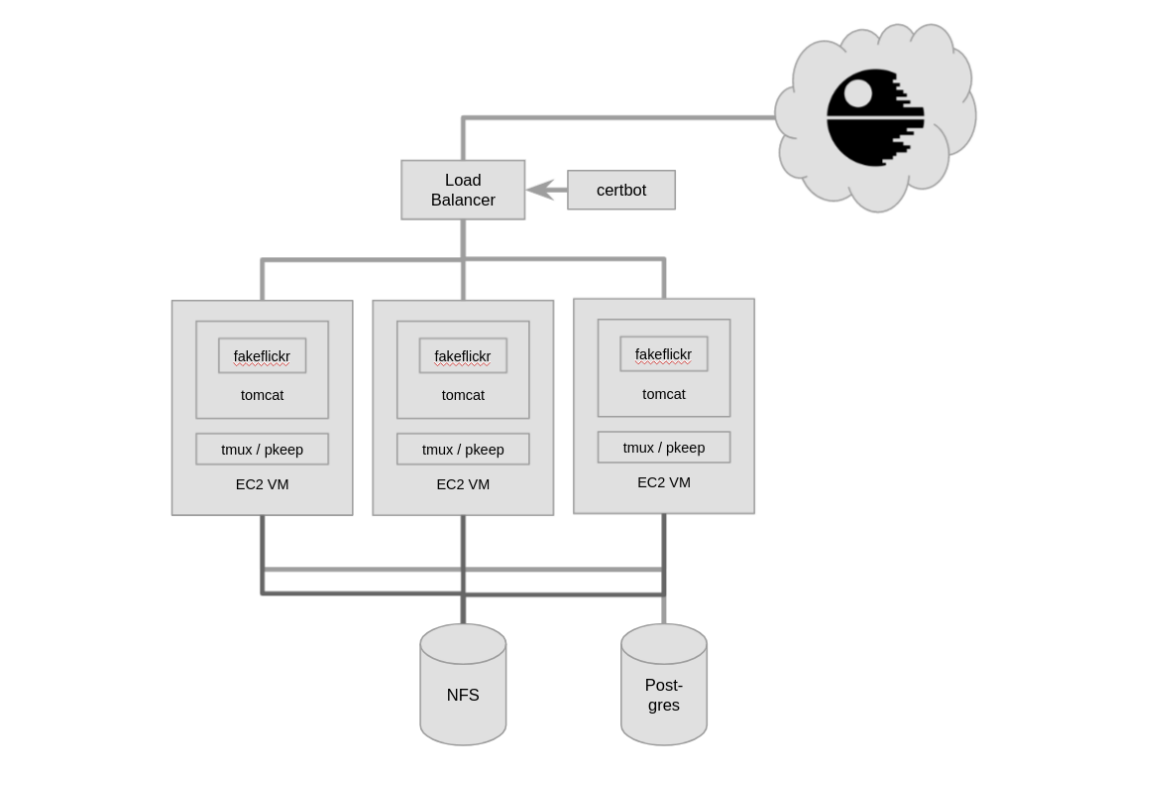 Load
Balancer
certbot
fakeflickr
tomcat
tmux / pkeep
EC2 VM
fakeflickr
tomcat
tmux / pkeep
EC2 VM
fakeflickr
tomcat
tmux / pkeep
EC2 VM
NFS
Post-
gres